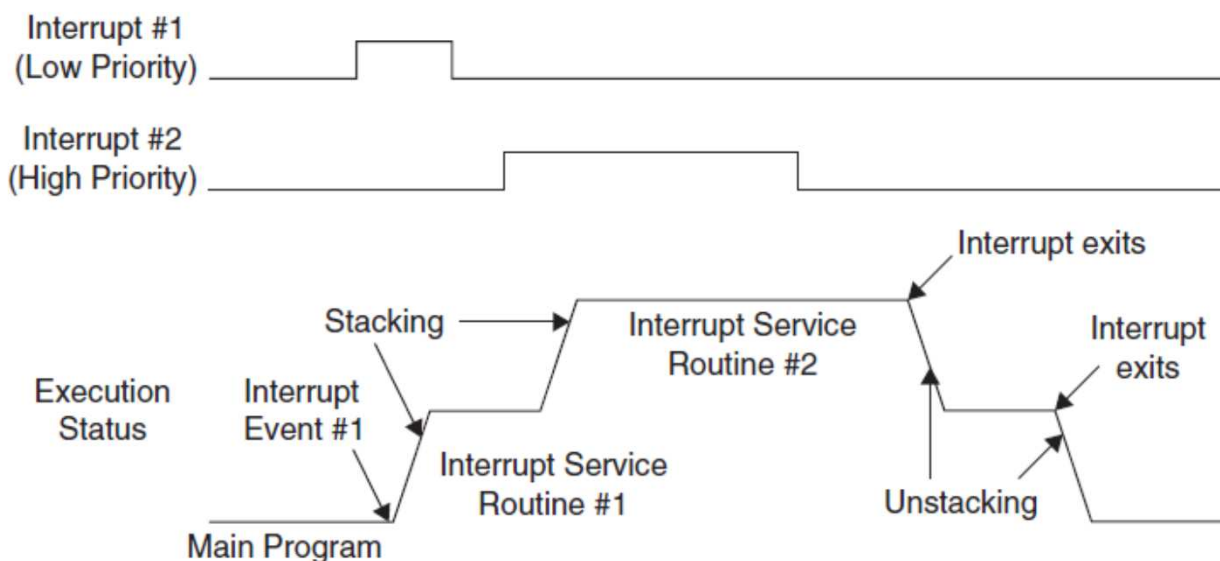 Interrupt #1
(Low Priority)
Interrupt #2
(High Priority)
Interrupt exits
Stacking
Interrupt Service
Routine #2
Interrupt
exits
Execution
Status
Interrupt
Event #1
Interrupt Service
Routine #1
Unstacking
Main Program